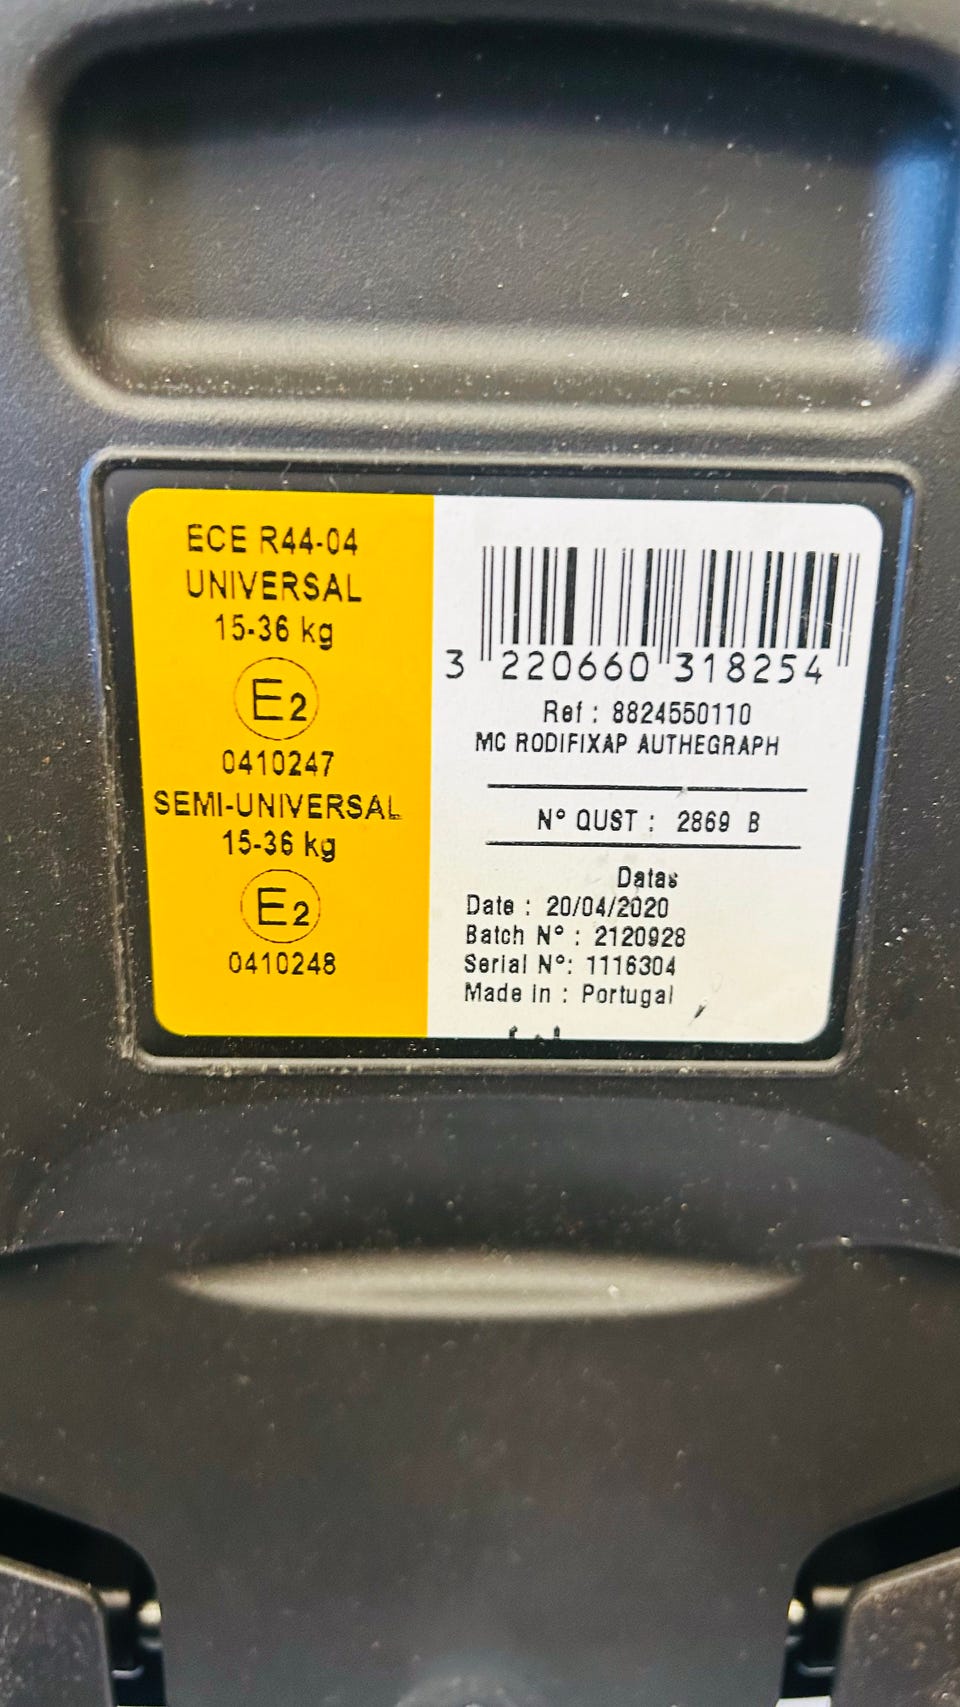 ECE R44-04
UNIVERSAL
15-36 kg
E2
0410247
SEMI-UNIVERSAL
15-36 kg
E2
0410248
3 220660 318254
Ref : 8824550110
MC RODIFIXAP AUTHEGRAPH
N° QUST : 2869 B
Datas
Date : 20/04/2020
Batch N° : 2120928
Serial N°: 1116304
Made in : Portugal